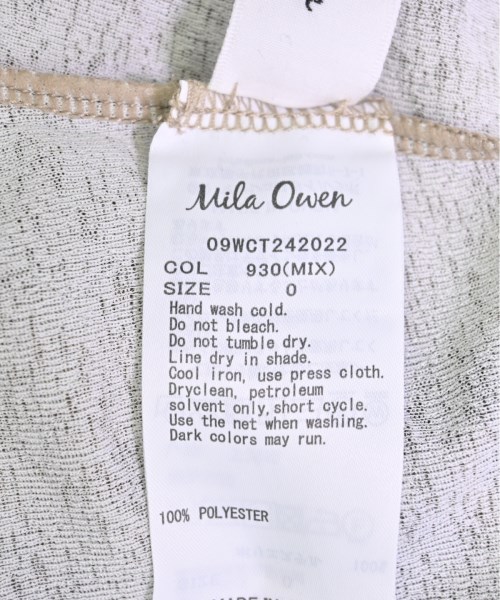 Mila Owen
09WCT242022
COL 930(MIX)
SIZE 0
Hand wash cold.
Do not bleach.
Do not tumble dry.
Line dry in shade.
Cool iron, use press cloth.
Dryclean, petroleum
solvent only,short cycle.
Use the net when washing.
Dark colors may run.
100% POLYESTER